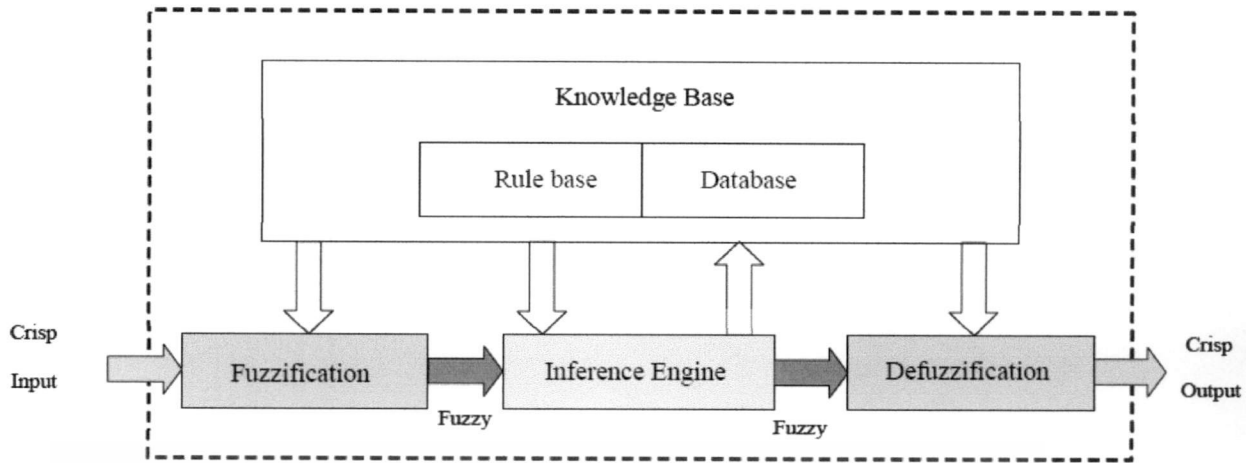 Knowledge Base
Rule base
Database
Crisp
Input
Fuzzification
Fuzzy
Inference Engine
Fuzzy
Defuzzification
Crisp
Output